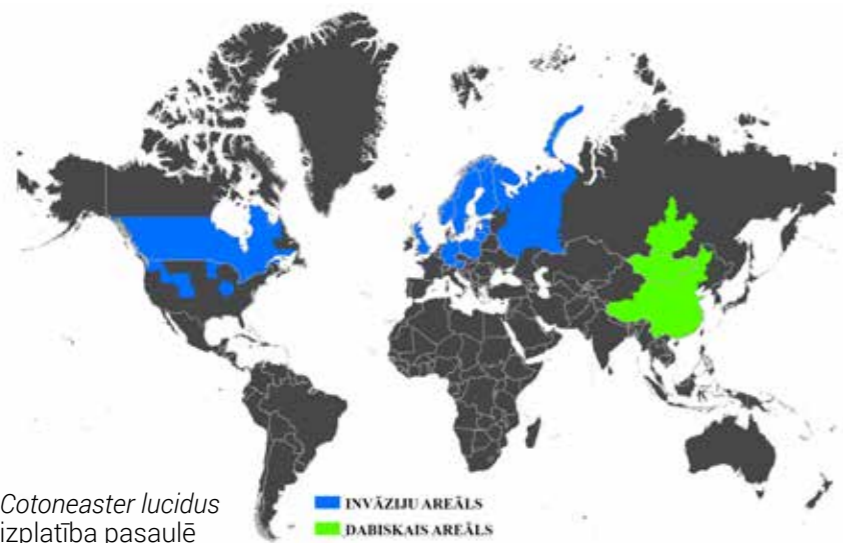 Cotoneaster lucidus
izplatība pasaulē
INVĀZIJU AREĀLS
DABISKAIS AREĀLS